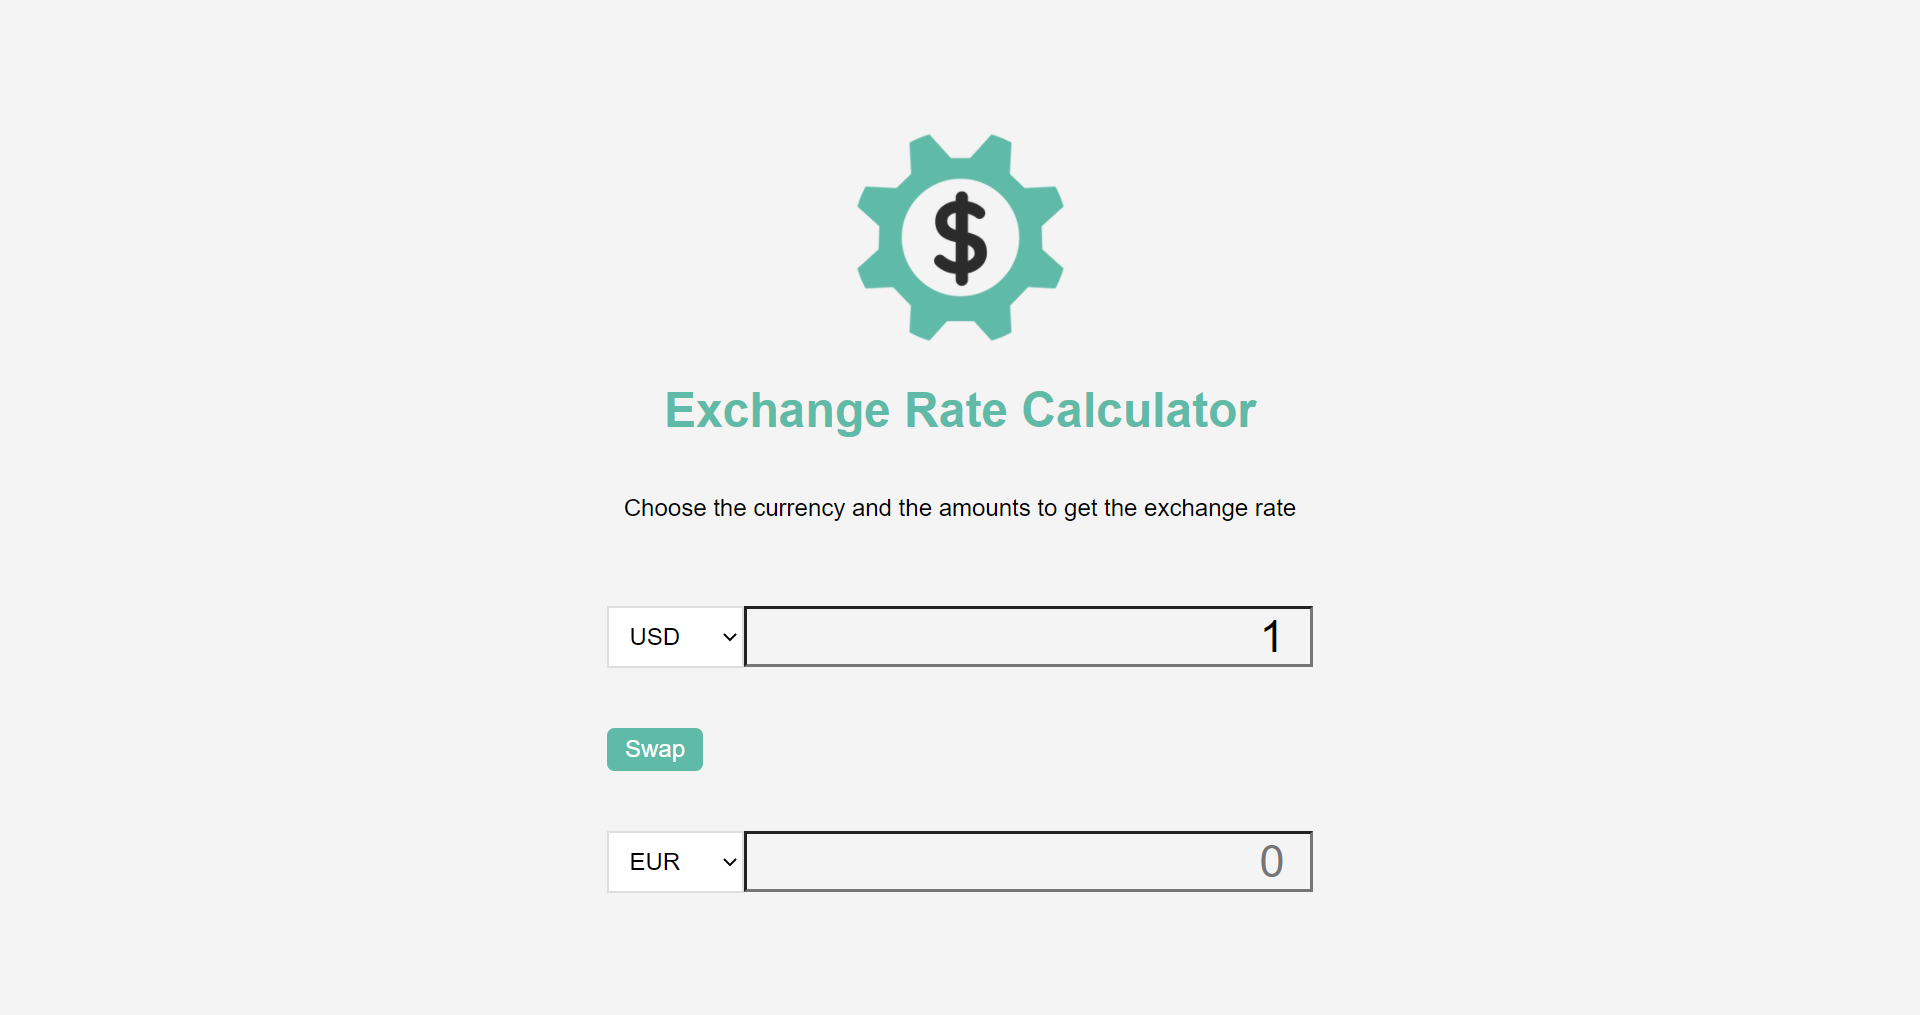 $
Exchange Rate Calculator
Choose the currency and the amounts to get the exchange rate
USD 1
Swap
EUR 0